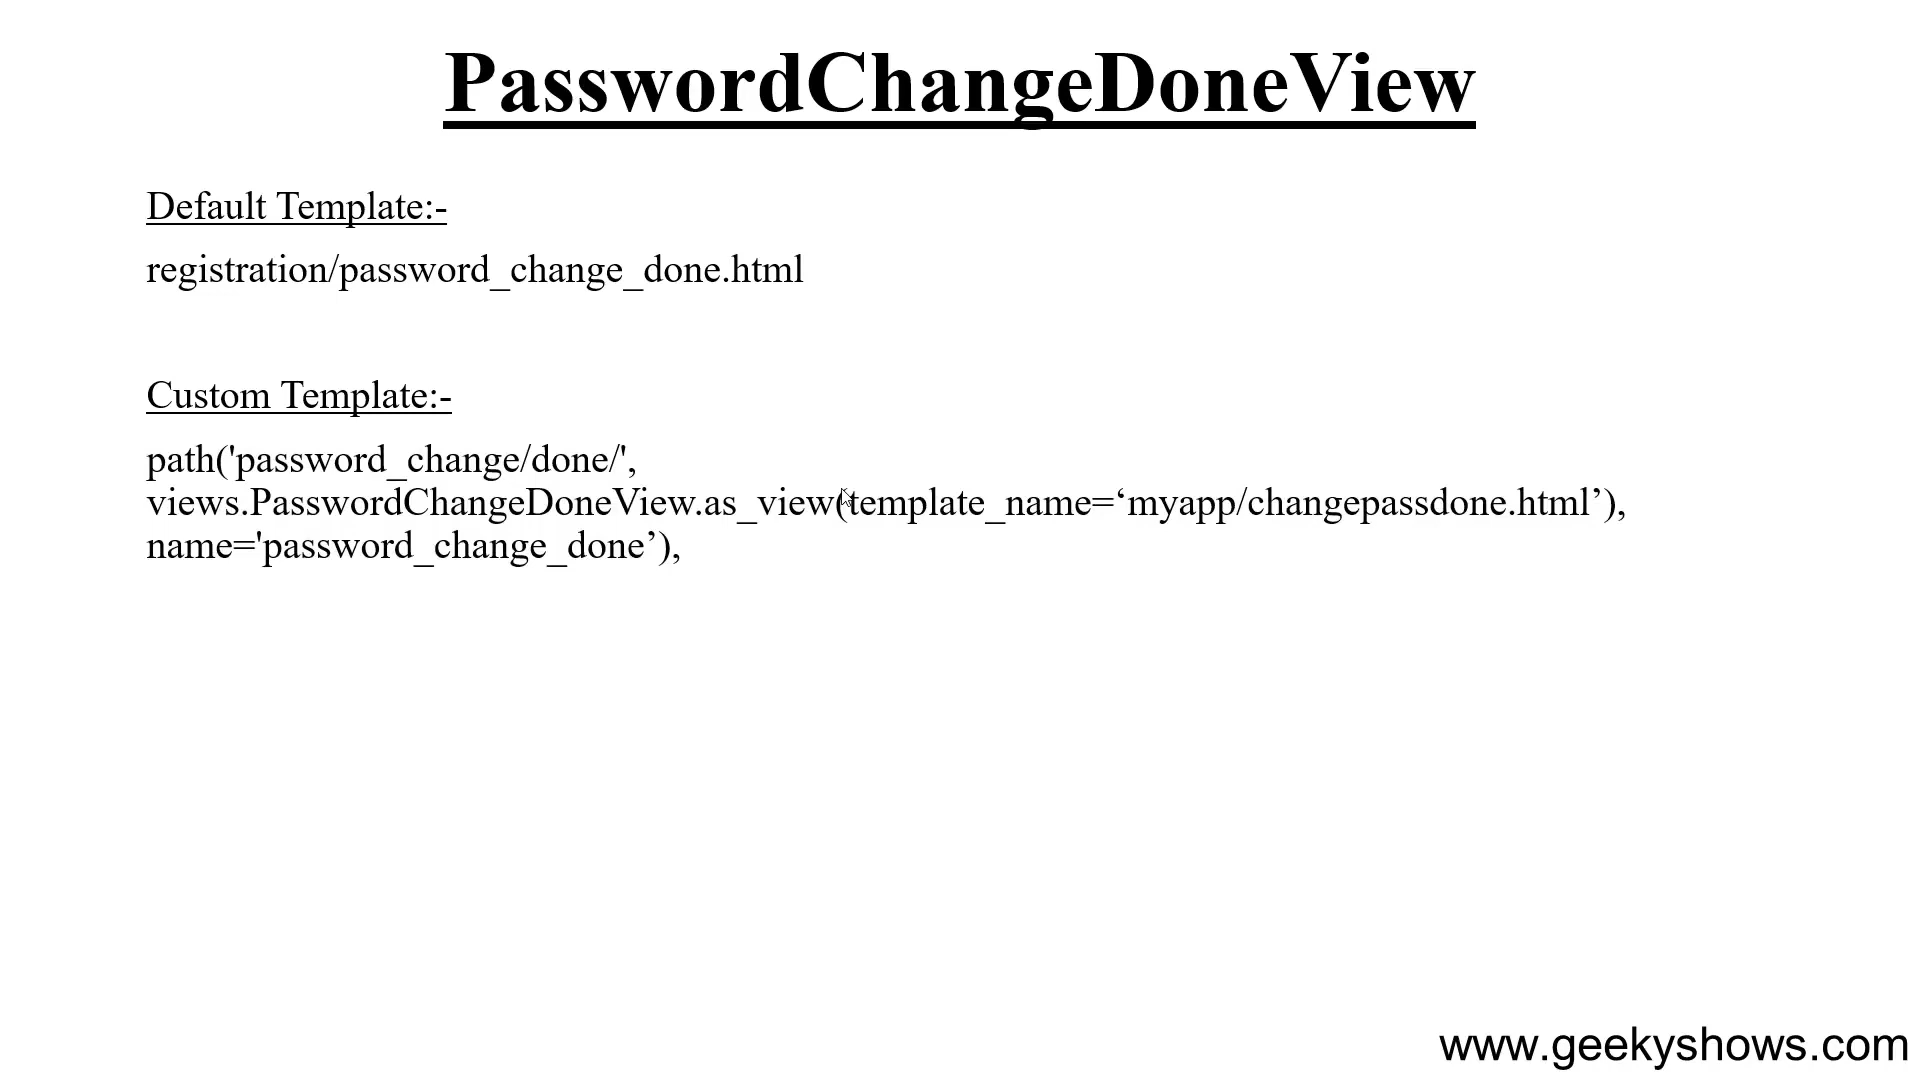 PasswordChangeDoneView
Default Template:-
registration/password_change_done.html
Custom Template:-
path('password_change/done/',
views.PasswordChangeDoneView.as_view(template_name=‘myapp/changepassdone.html’),
name='password_change_done’),
www.geekyshows.com